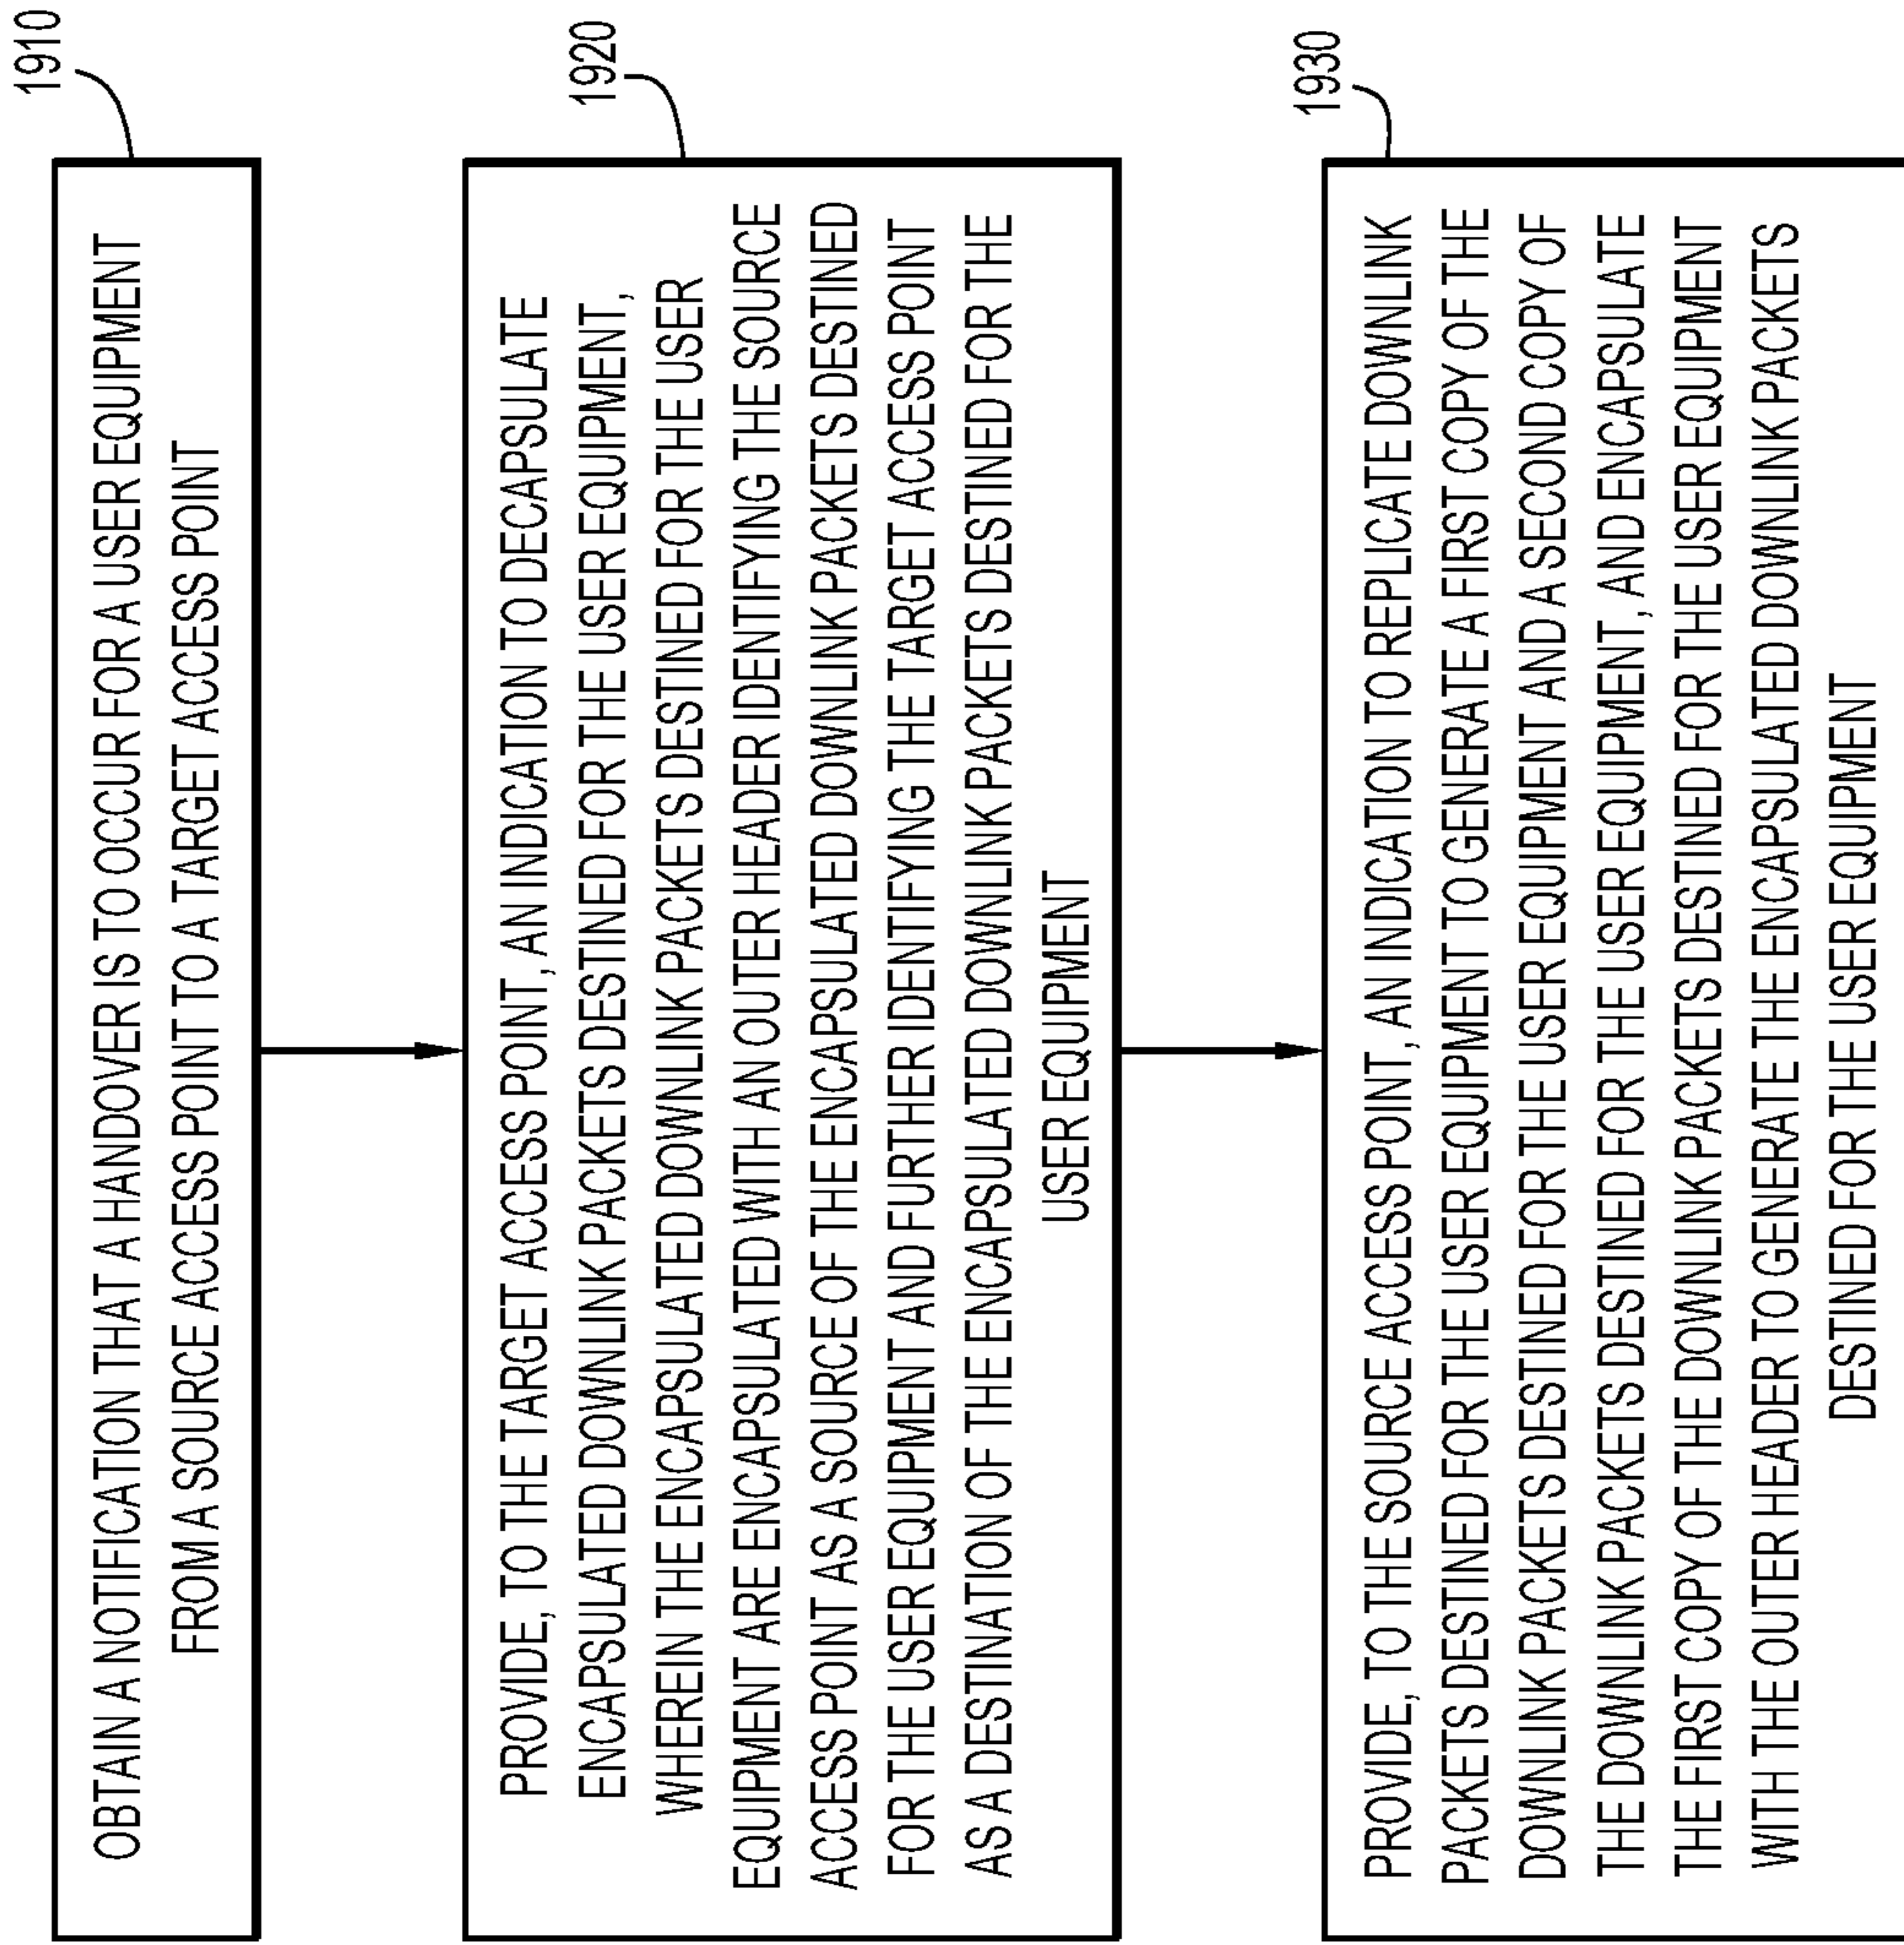 1910
OBTAIN A NOTIFICATION THAT A HANDOVER IS TO OCCUR FOR A USER EQUIPMENT
FROM A SOURCE ACCESS POINT TO A TARGET ACCESS POINT
1920
PROVIDE, TO THE TARGET ACCESS POINT, AN INDICATION TO DECAPSULATE
ENCAPSULATED DOWNLINK PACKETS DESTINED FOR THE USER EQUIPMENT,
WHEREIN THE ENCAPSULATED DOWNLINK PACKETS DESTINED FOR THE USER
EQUIPMENT ARE ENCAPSULATED WITH AN OUTER HEADER IDENTIFYING THE SOURCE
ACCESS POINT AS A SOURCE OF THE ENCAPSULATED DOWNLINK PACKETS DESTINED
FOR THE USER EQUIPMENT AND FURTHER IDENTIFYING THE TARGET ACCESS POINT
AS A DESTINATION OF THE ENCAPSULATED DOWNLINK PACKETS DESTINED FOR THE
USER EQUIPMENT
1930
PROVIDE, TO THE SOURCE ACCESS POINT, AN INDICATION TO REPLICATE DOWNLINK
PACKETS DESTINED FOR THE USER EQUIPMENT TO GENERATE A FIRST COPY OF THE
DOWNLINK PACKETS DESTINED FOR THE USER EQUIPMENT AND A SECOND COPY OF
THE DOWNLINK PACKETS DESTINED FOR THE USER EQUIPMENT, AND ENCAPSULATE
THE FIRST COPY OF THE DOWNLINK PACKETS DESTINED FOR THE USER EQUIPMENT
WITH THE OUTER HEADER TO GENERATE THE ENCAPSULATED DOWNLINK PACKETS
DESTINED FOR THE USER EQUIPMENT